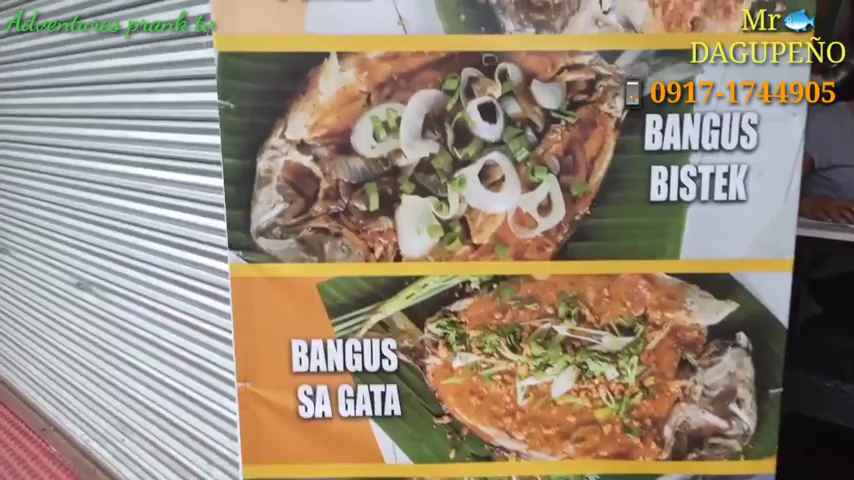 Adventures prank tv
Mr
DAGUPEÑO
0917-1744905
BANGUS
BISTEK
BANGUS
SA GATA